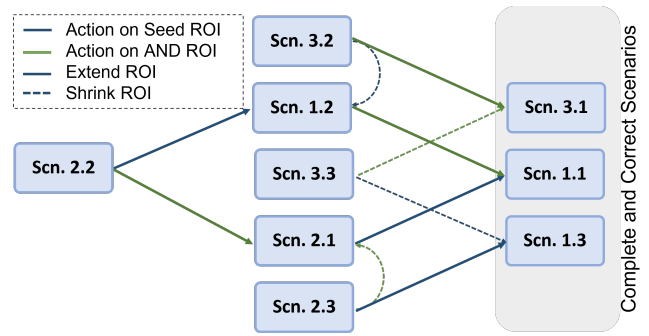 Action on Seed ROI
Action on AND ROI
Extend ROI
Shrink ROI
Scn. 3.2
Scn. 1.2
Scn. 3.3
Scn. 2.2
Scn. 2.1
Scn. 2.3
Scn. 3.1
Scn. 1.1
Scn. 1.3
Complete and Correct Scenarios